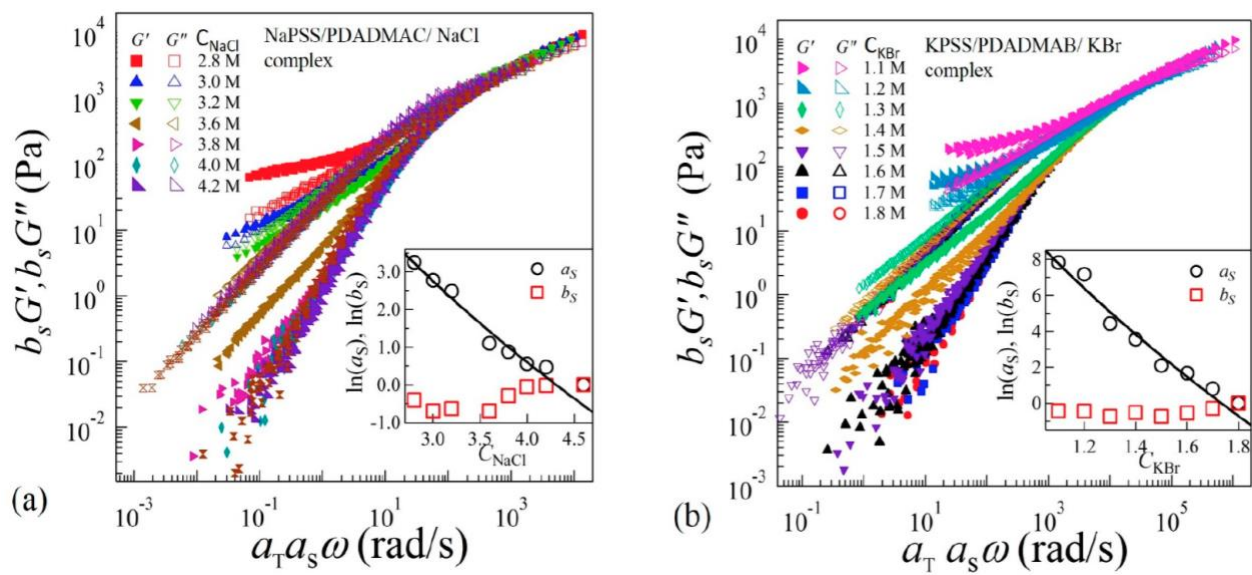 (a)
NaPSS/PDADMAC/ NaCl
complex
G' G" C_NaCl
2.8 M
3.0 M
3.2 M
3.6 M
3.8 M
4.0 M
4.2 M
b_s G', b_s G" (Pa)
10⁴
10³
10²
10¹
10⁰
10⁻¹
10⁻²
10⁻³ 10⁻¹ 10¹ 10³
a_T a_s ω (rad/s)
ln(a_S), ln(b_S)
3.0
2.0
1.0
0.0
-1.0
a_S
b_S
3.0 3.5 4.0 4.5
C_NaCl
(b)
KPSS/PDADMAB/ KBr
complex
G' G" C_KBr
1.1 M
1.2 M
1.3 M
1.4 M
1.5 M
1.6 M
1.7 M
1.8 M
b_s G', b_s G" (Pa)
10⁴
10³
10²
10¹
10⁰
10⁻¹
10⁻²
10⁻³
10⁻¹ 10¹ 10³ 10⁵
a_T a_s ω (rad/s)
ln(a_S), ln(b_S)
8
6
4
2
0
a_S
b_S
1.2 1.4 1.6 1.8
C_KBr